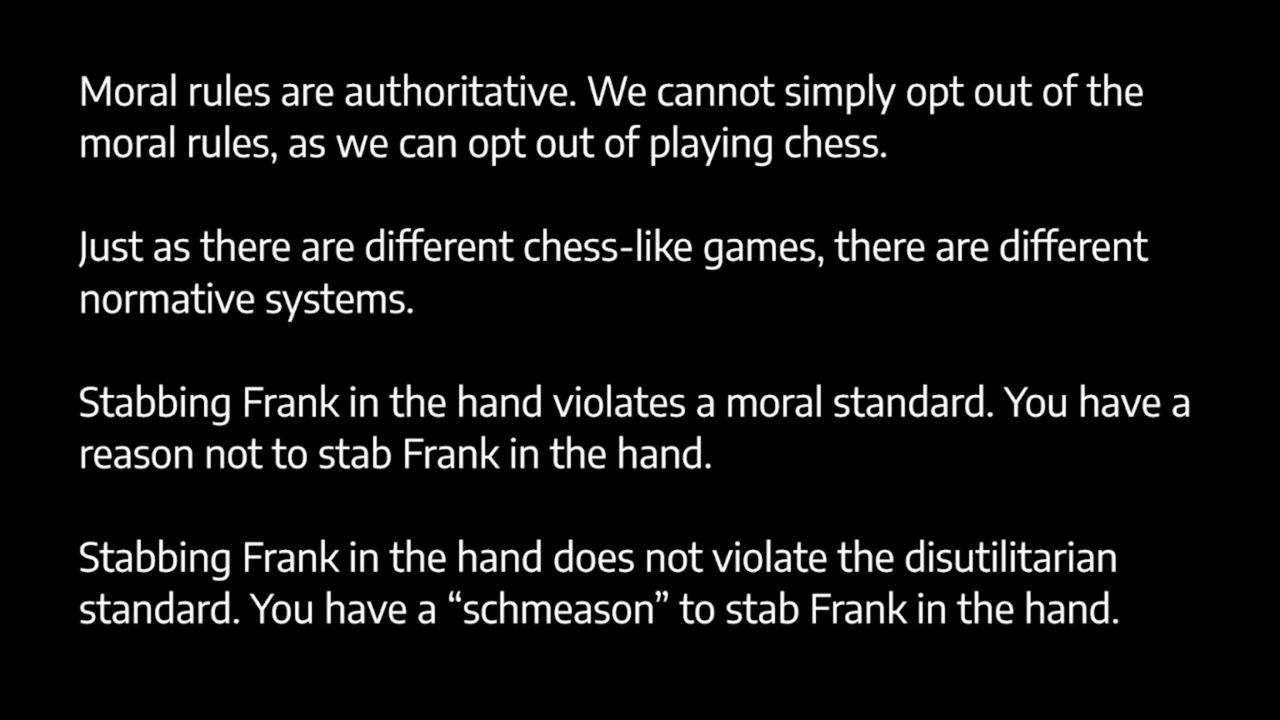 Moral rules are authoritative. We cannot simply opt out of the
moral rules, as we can opt out of playing chess.
Just as there are different chess-like games, there are different
normative systems.
Stabbing Frank in the hand violates a moral standard. You have a
reason not to stab Frank in the hand.
Stabbing Frank in the hand does not violate the disutilitarian
standard. You have a “schmeason” to stab Frank in the hand.